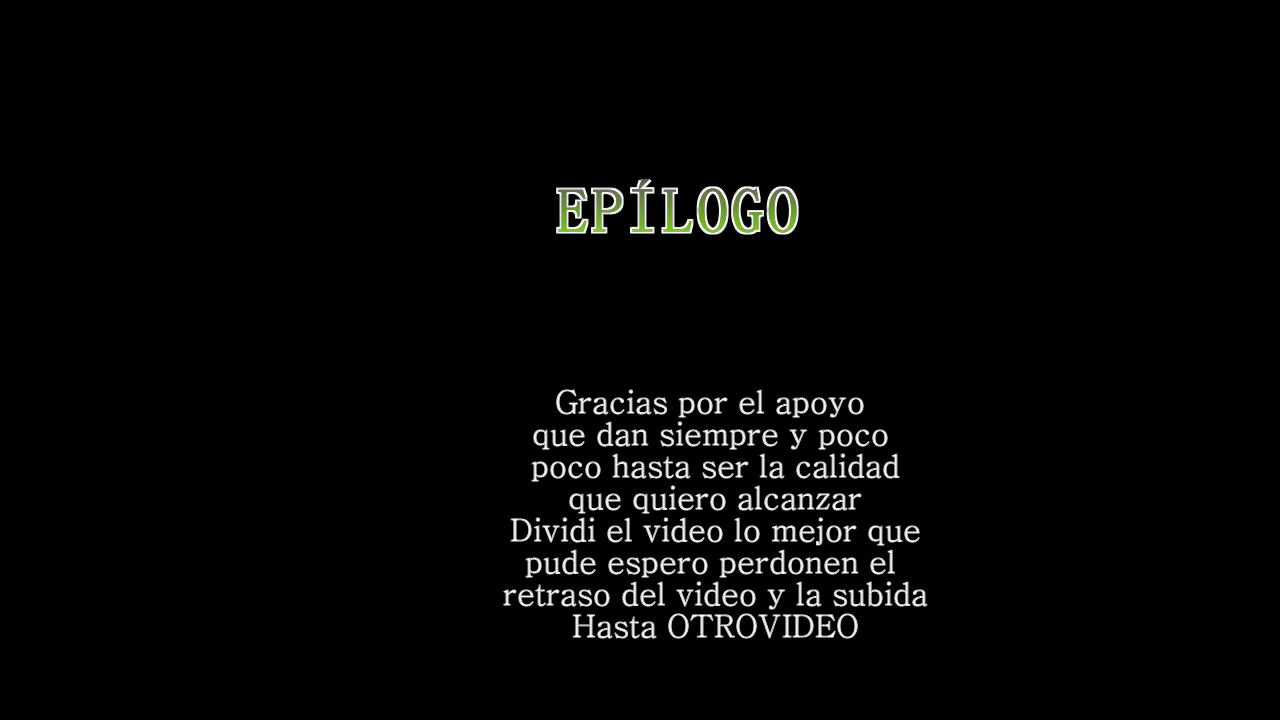 EPÍLOGO
Gracias por el apoyo
que dan siempre y poco
poco hasta ser la calidad
que quiero alcanzar
Dividi el video lo mejor que
pude espero perdonen el
retraso del video y la subida
Hasta OTROVIDEO